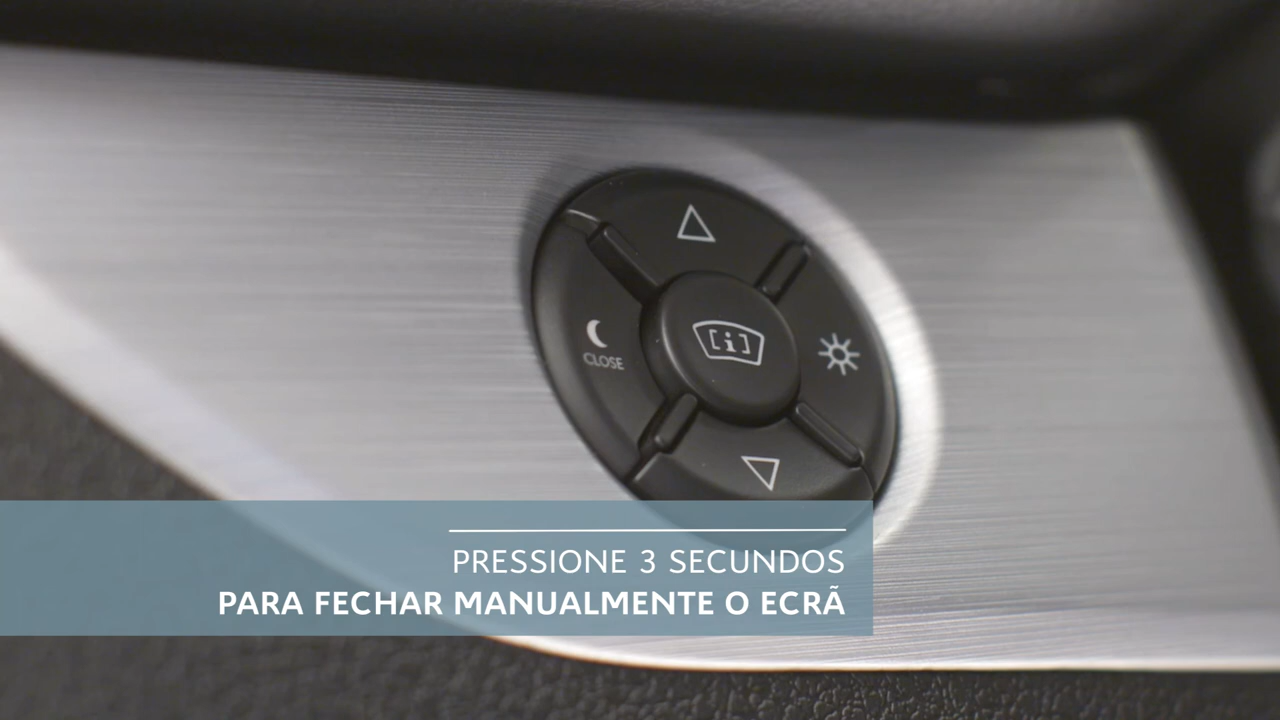 CLOSE
[i]
PRESSIONE 3 SECUNDOS
PARA FECHAR MANUALMENTE O ECRÃ